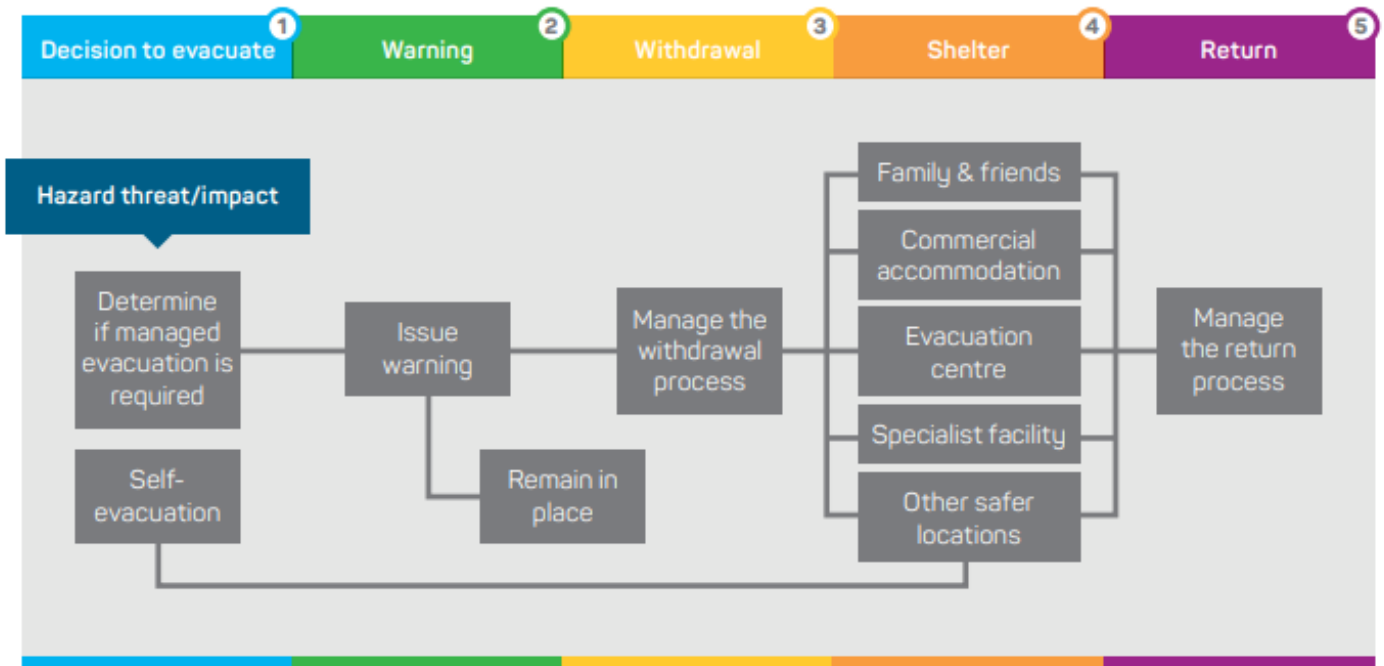 1
2
3
4
5
Decision to evacuate
Warning
Withdrawal
Shelter
Return
Hazard threat/impact
Determine
if managed
evacuation is
required
Self-
evacuation
Issue
warning
Remain in
place
Manage the
withdrawal
process
Family & friends
Commercial
accommodation
Evacuation
centre
Specialist facility
Other safer
locations
Manage
the return
process